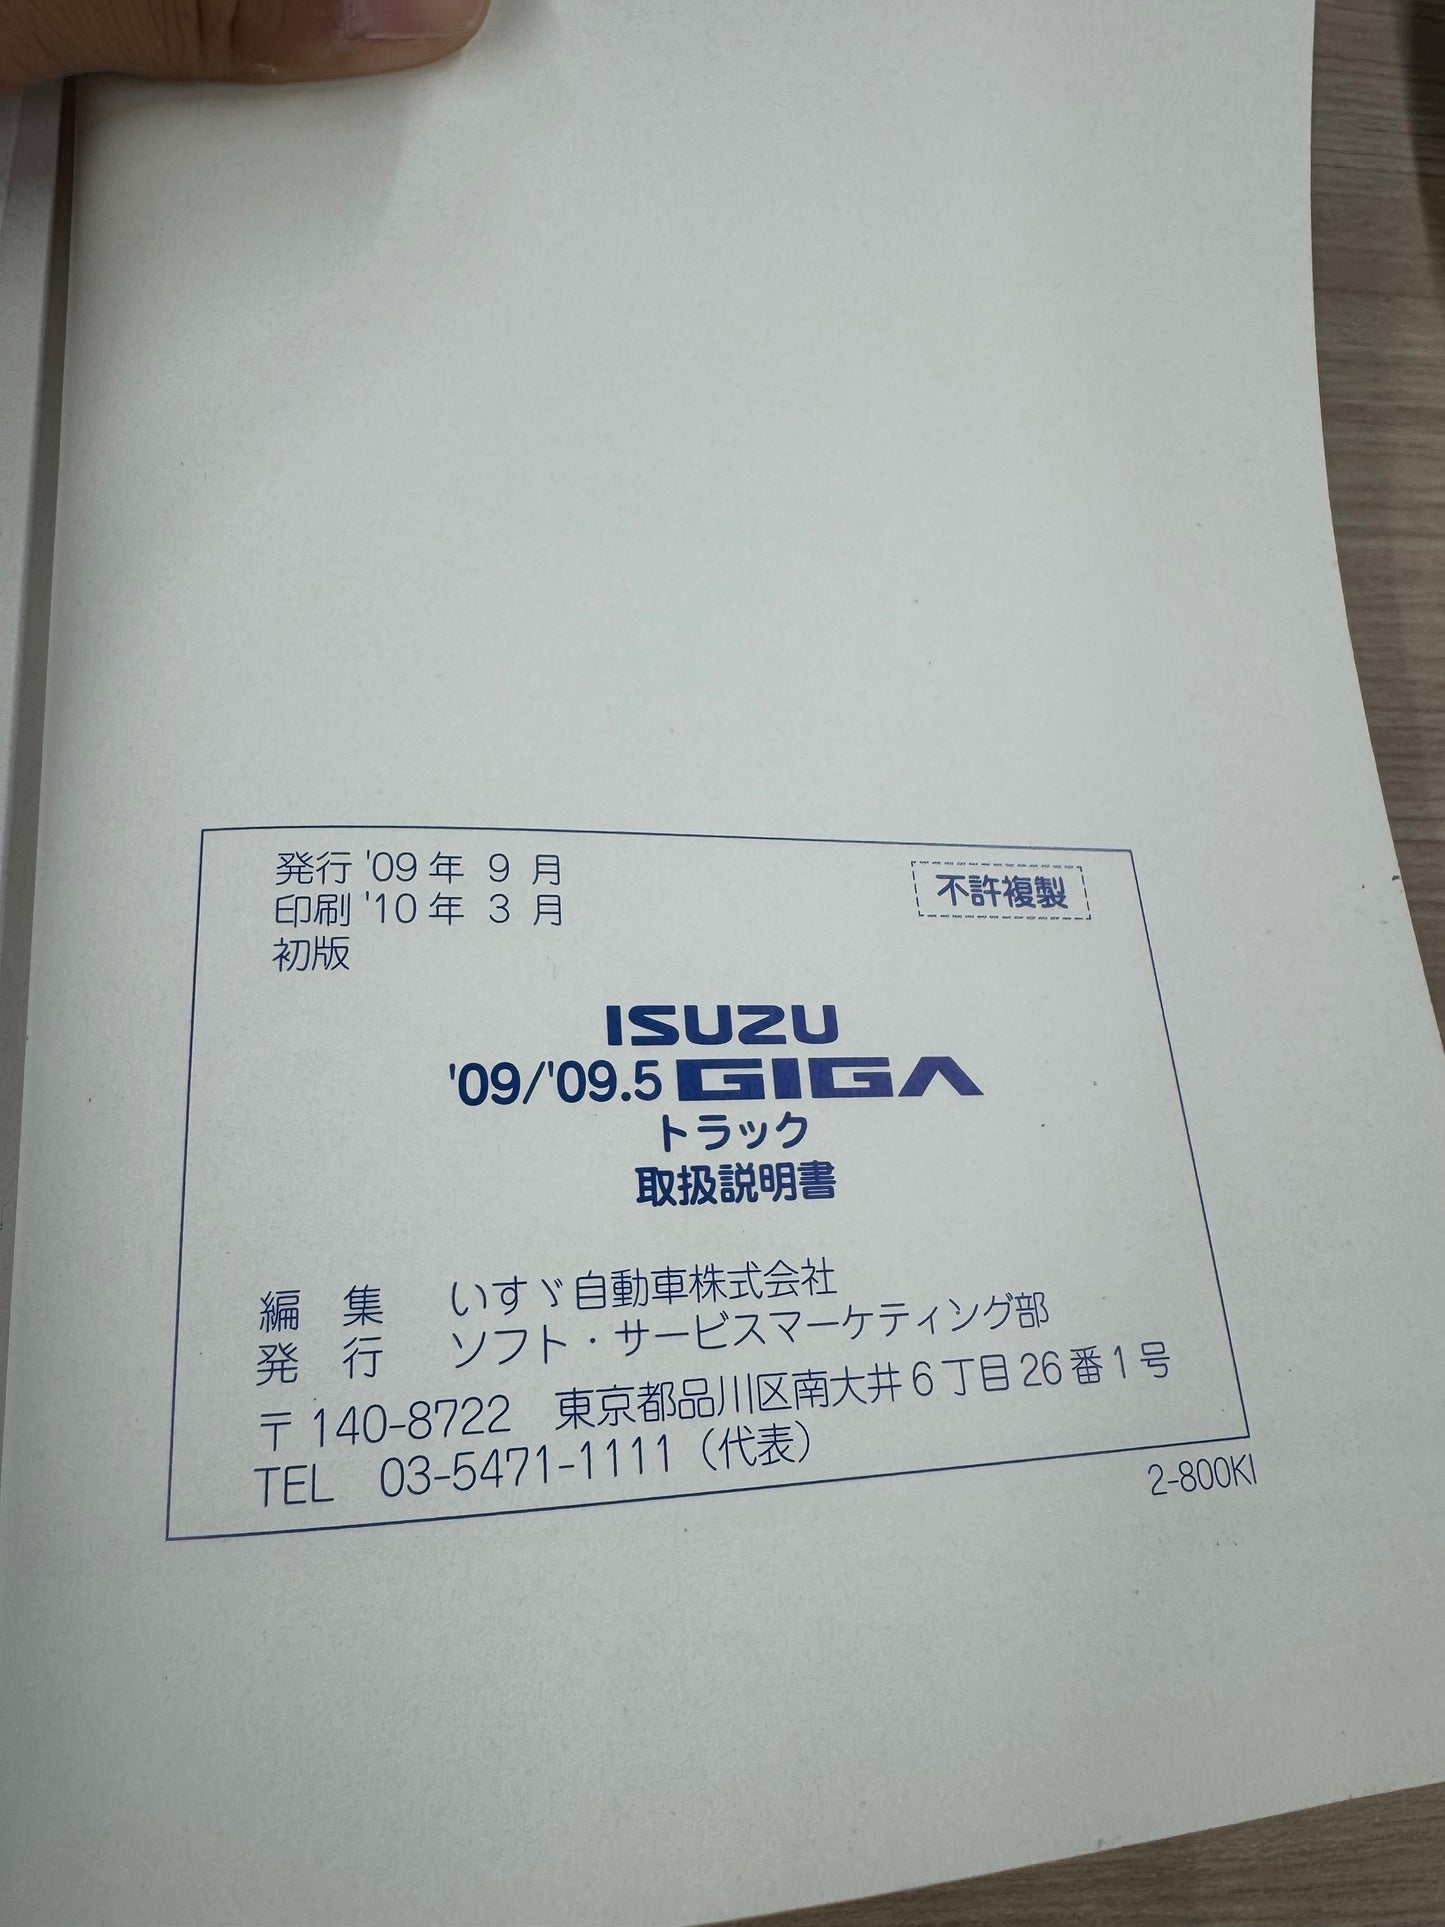 発行 '09 年 9 月
不許複製
印刷 '10 年 3 月
初版
ISUZU
'09/'09.5 GIGA
トラック
取扱説明書
編 集 いすゞ自動車株式会社
発 行 ソフト・サービスマーケティング部
〒 140-8722 東京都品川区南大井 6 丁目 26 番 1 号
TEL 03-5471-1111（代表）
2-800KI